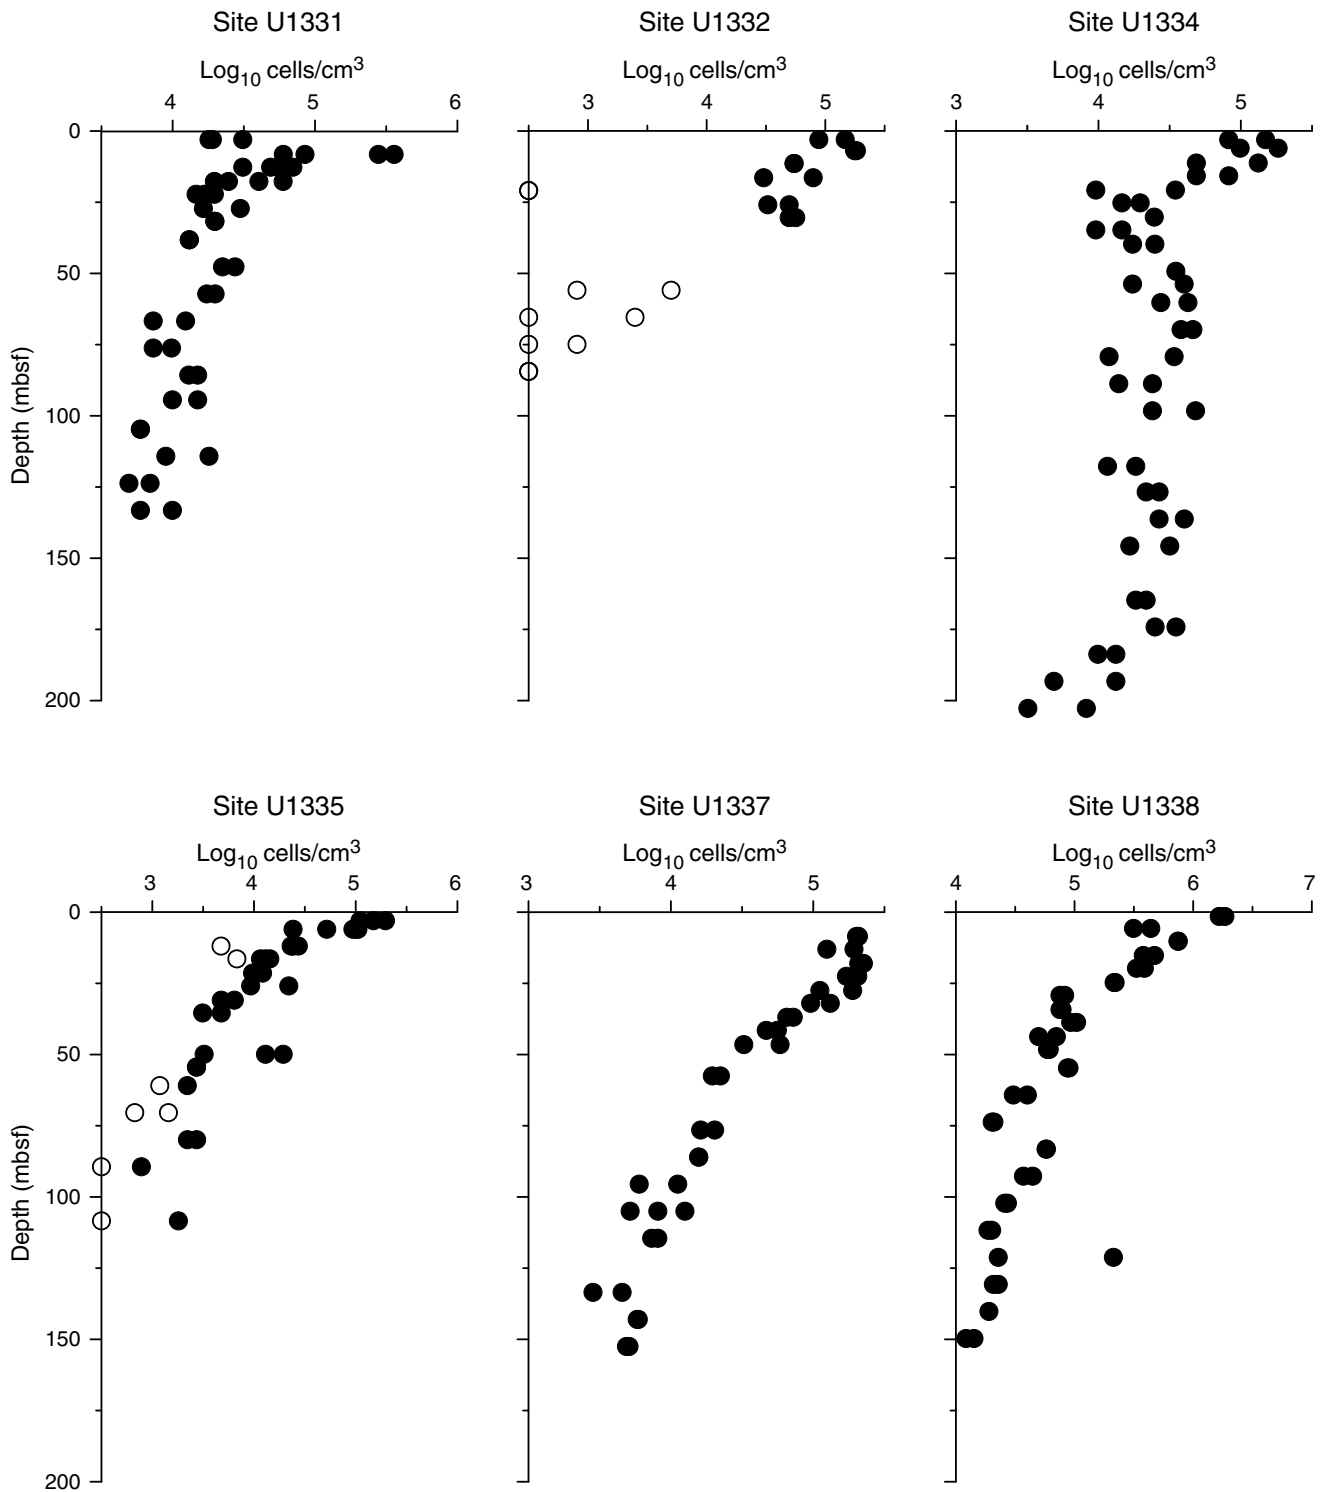 Site U1331
Site U1332
Site U1334
Log10 cells/cm3
Log10 cells/cm3
Log10 cells/cm3
4 5 6
3 4 5
3 4 5
0
50
100
150
200
Depth (mbsf)
Site U1335
Site U1337
Site U1338
Log10 cells/cm3
Log10 cells/cm3
Log10 cells/cm3
3 4 5 6
3 4 5
4 5 6 7
0
50
100
150
200
Depth (mbsf)